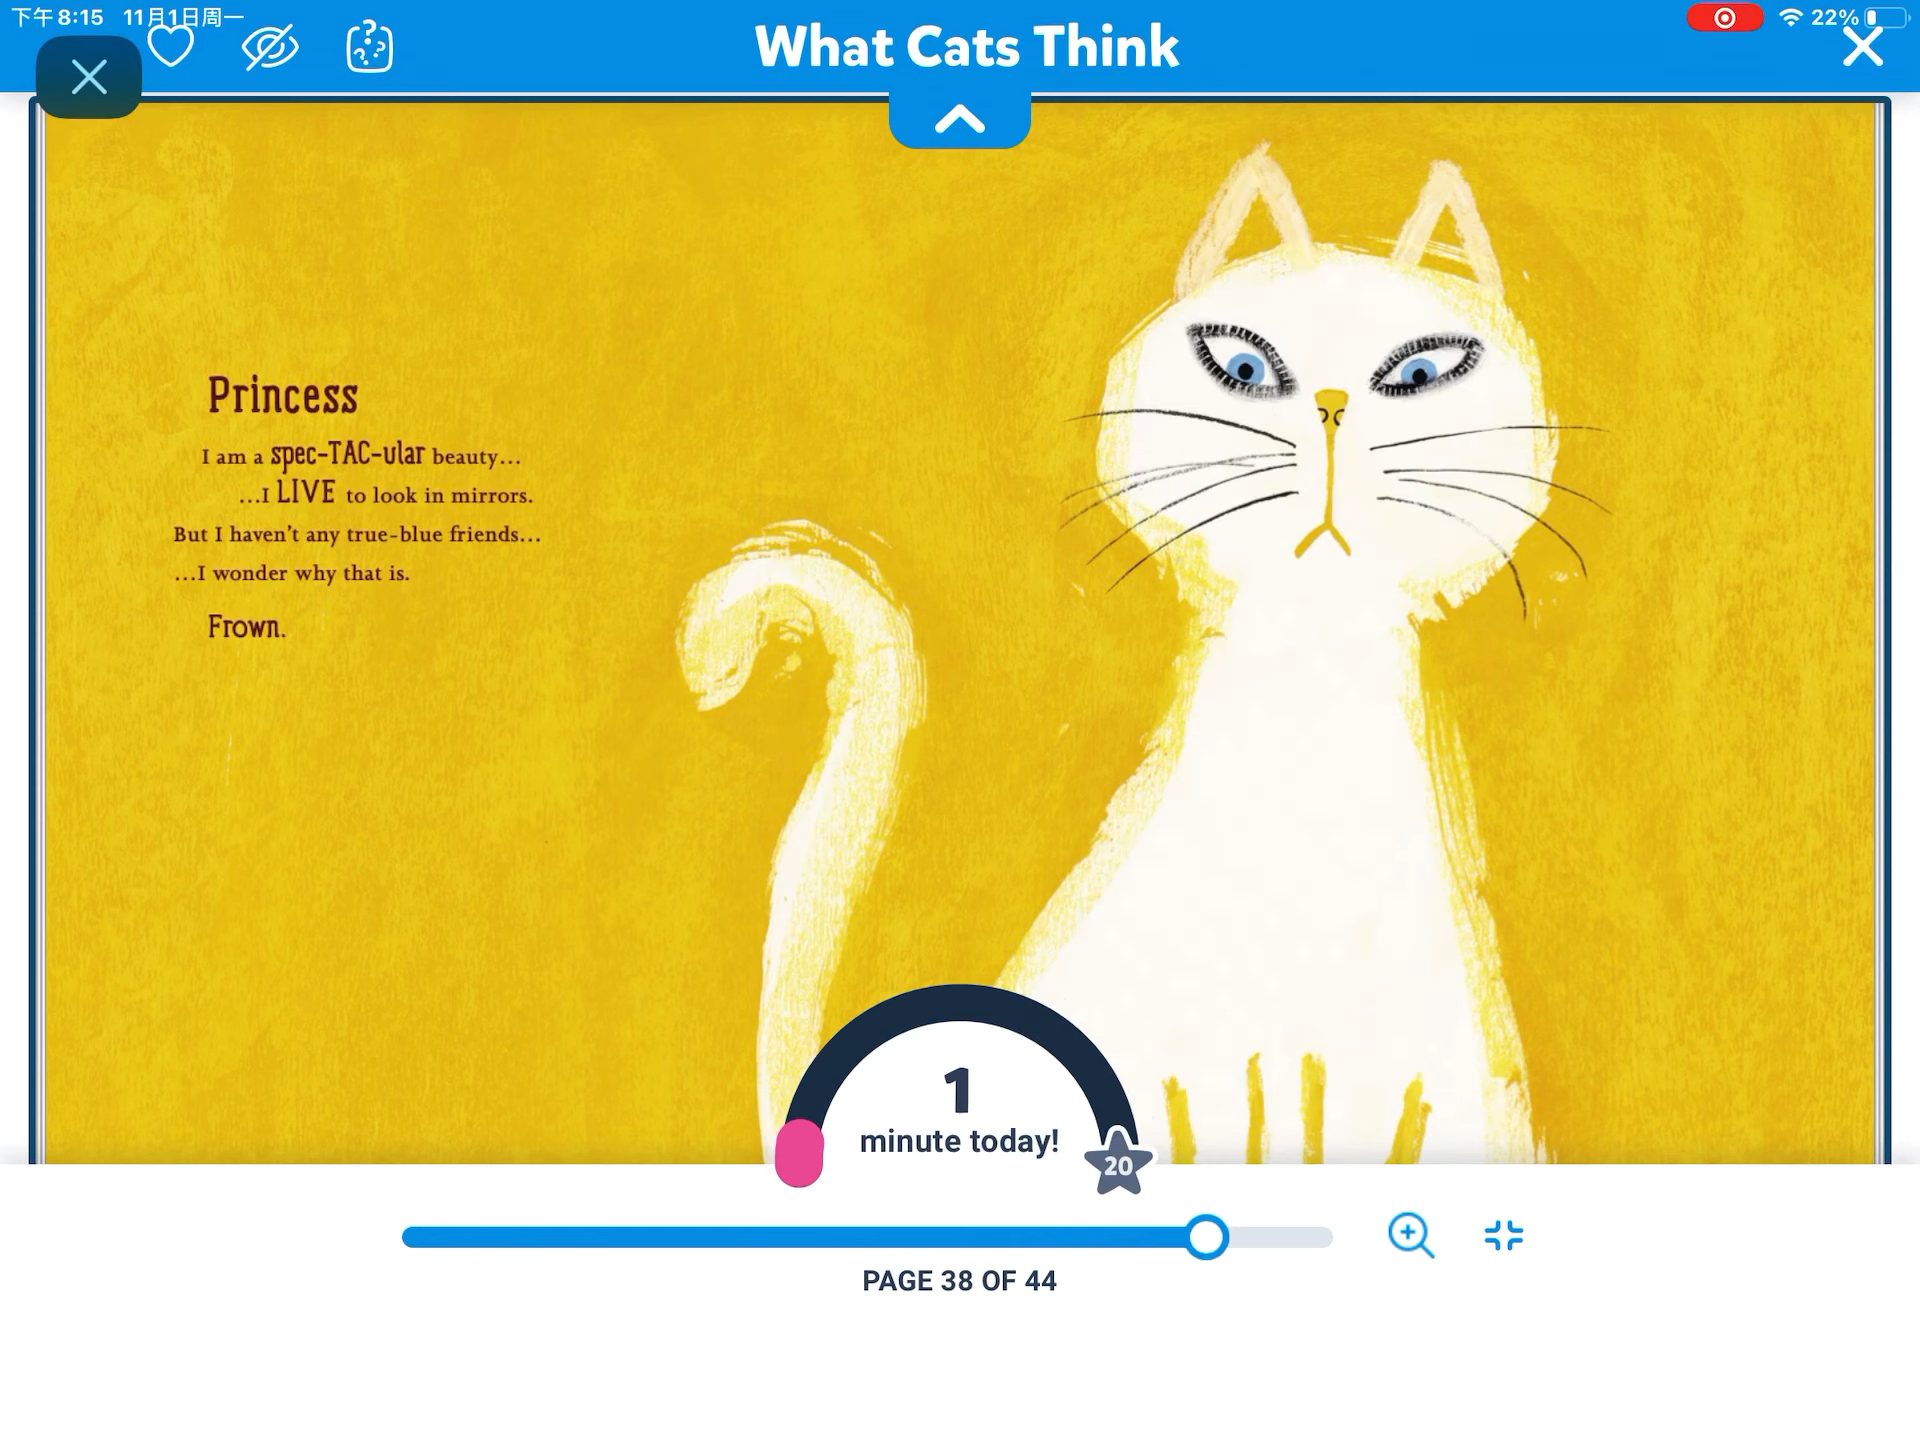 下午8:15 11月1日周一
22%
What Cats Think
Princess
I am a spec-TAC-ular beauty...
...I LIVE to look in mirrors.
But I haven't any true-blue friends...
...I wonder why that is.
Frown.
1
minute today!
20
PAGE 38 OF 44